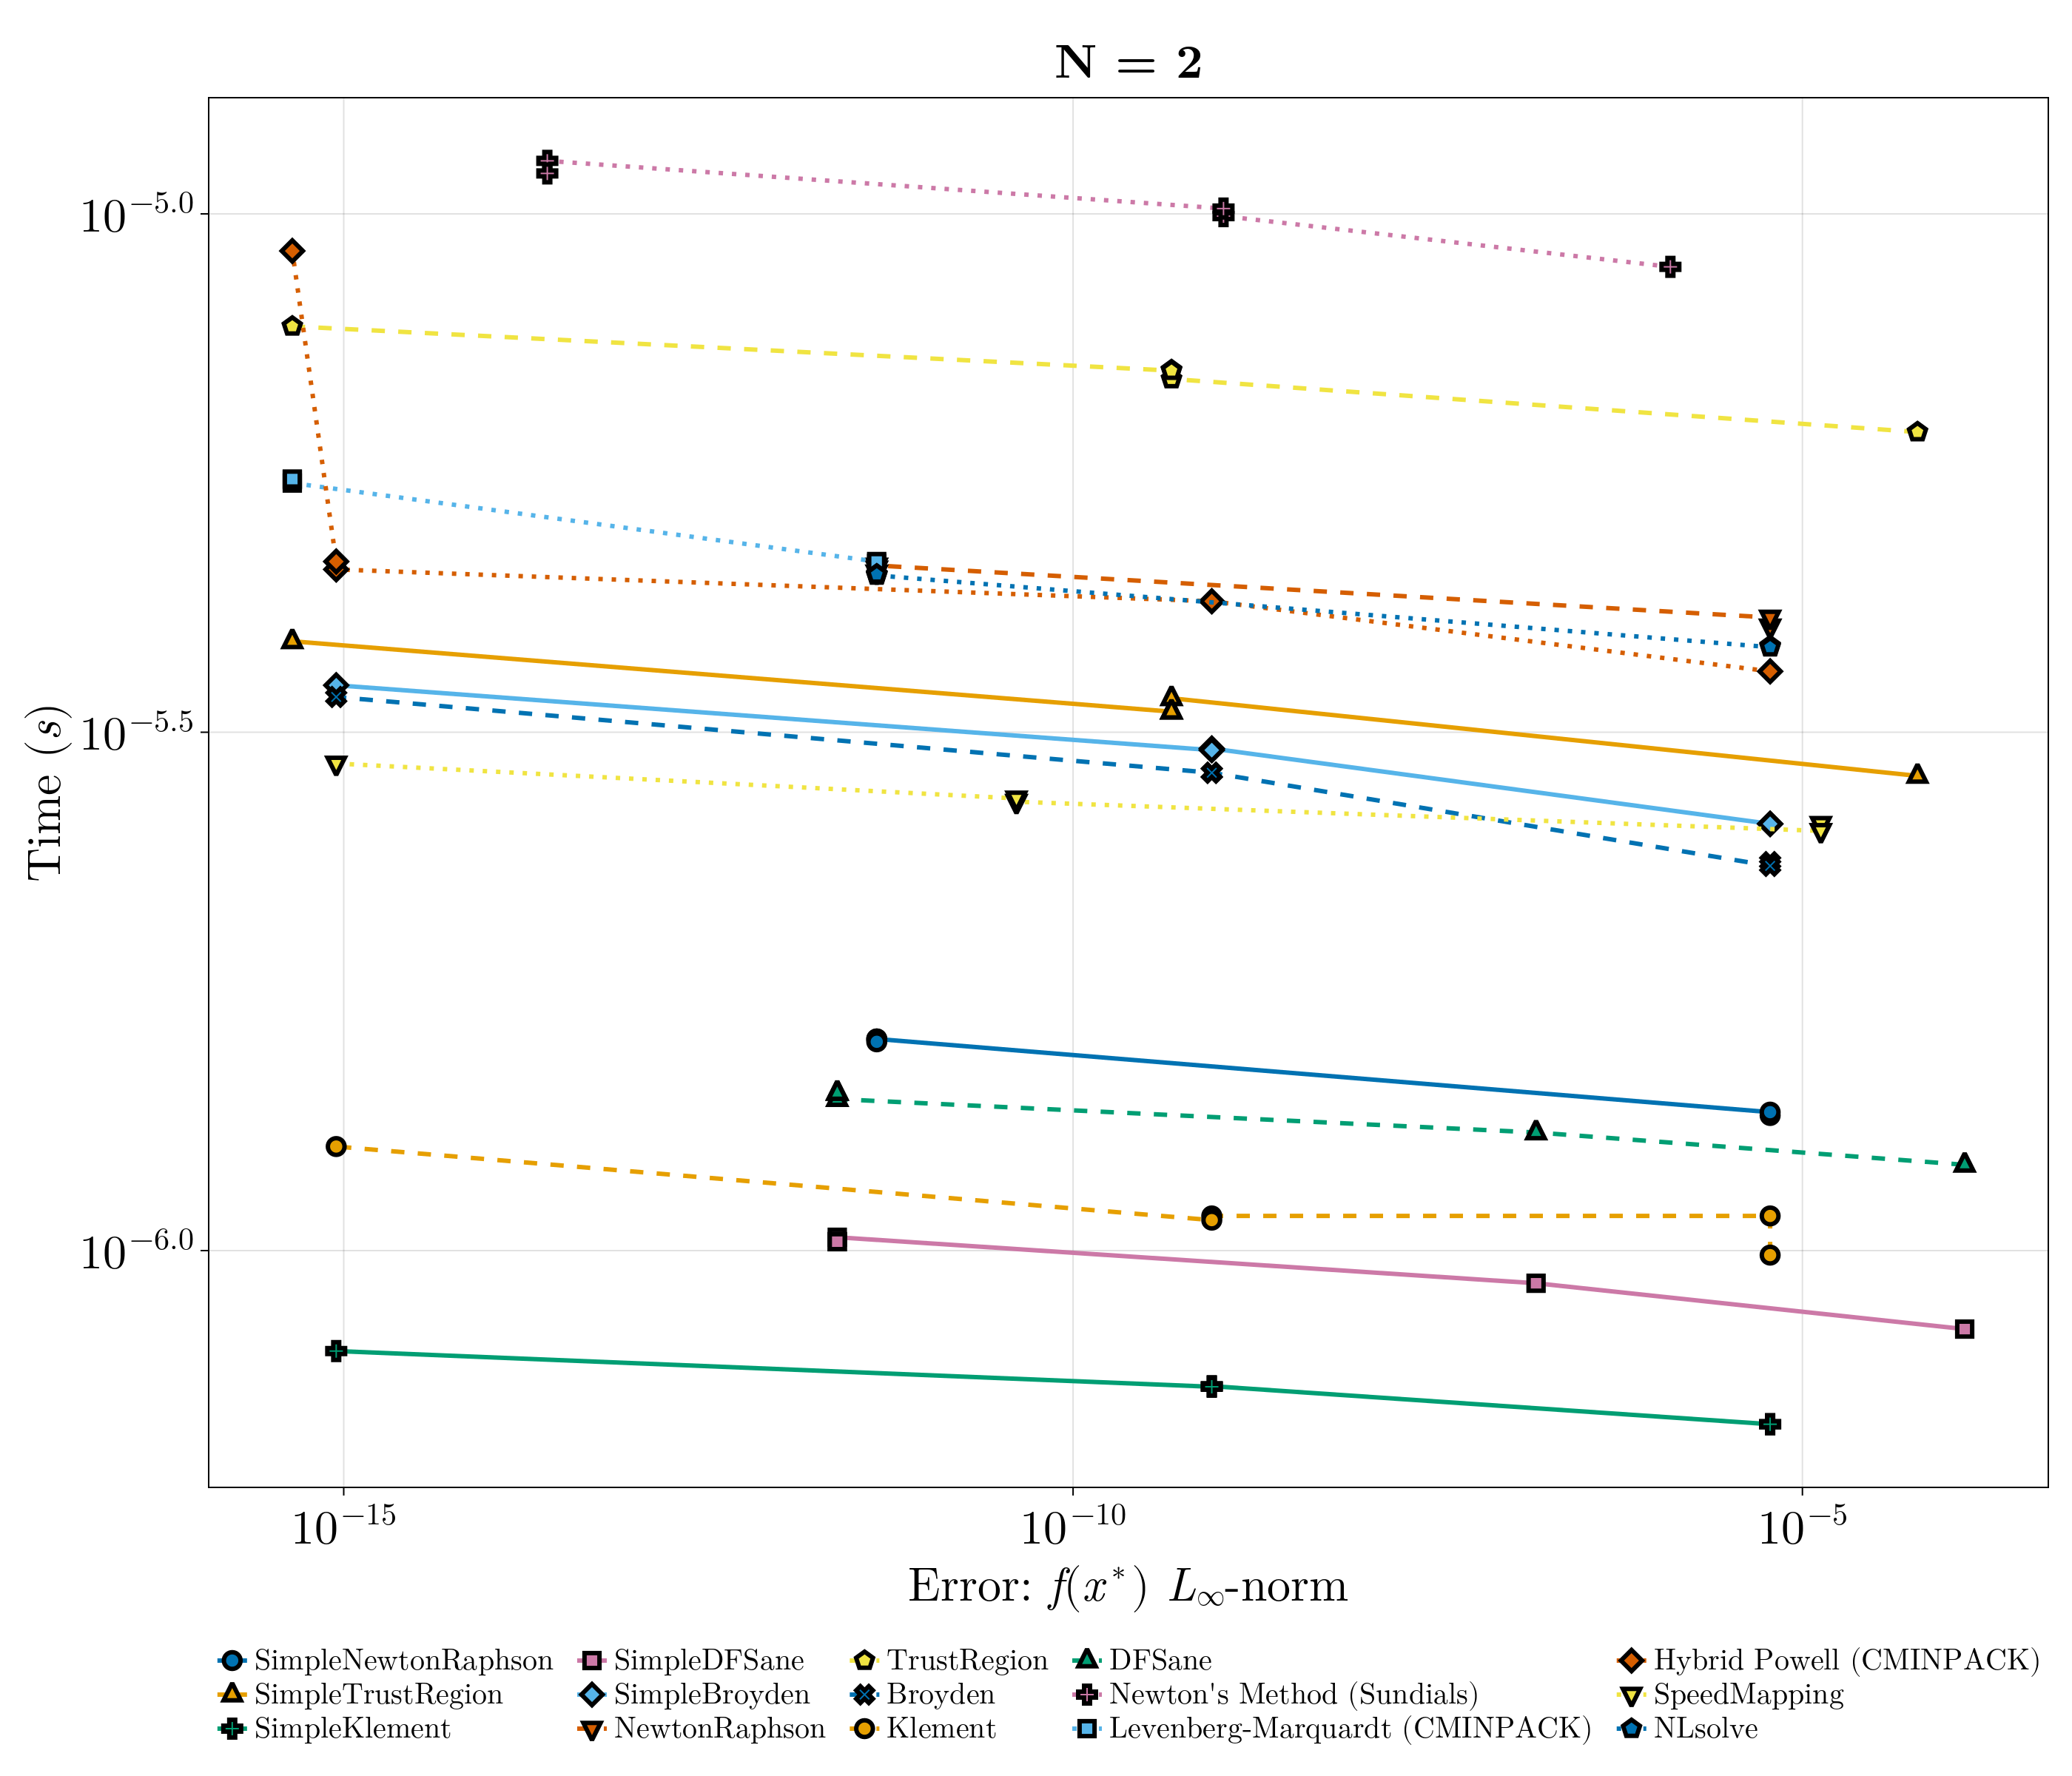 N = 2
Time (s)
10^−5.0
10^−5.5
10^−6.0
10^−15
10^−10
10^−5
Error: f(x*) L∞-norm
SimpleNewtonRaphson SimpleDFSane TrustRegion DFSane Hybrid Powell (CMINPACK)
SimpleTrustRegion SimpleBroyden Broyden Newton's Method (Sundials) SpeedMapping
SimpleKlement NewtonRaphson Klement Levenberg-Marquardt (CMINPACK) NLsolve